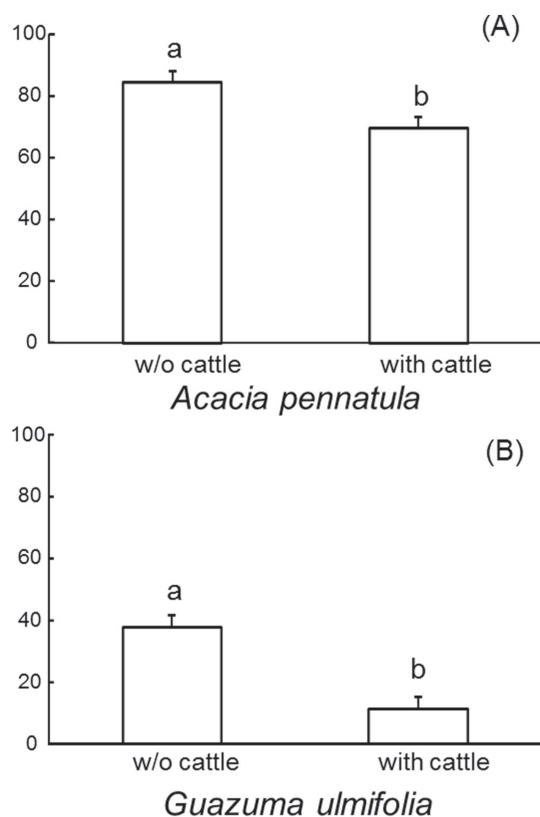 (A)
100
a
80
b
60
40
20
0
w/o cattle with cattle
Acacia pennatula
100
(B)
80
60
a
40
b
20
0
w/o cattle with cattle
Guazuma ulmifolia